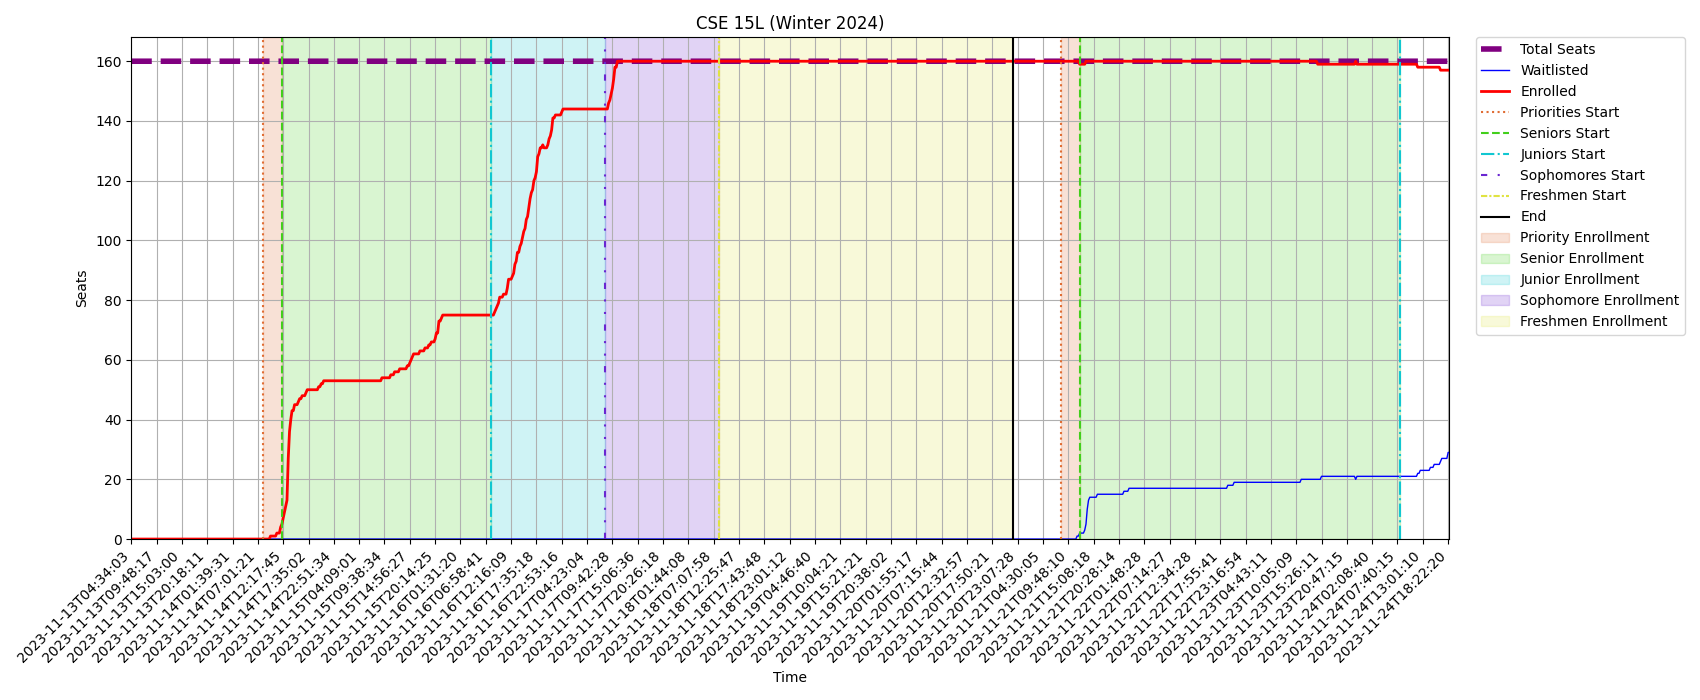 CSE 15L (Winter 2024)
Seats
160
140
120
100
80
60
40
20
0
2023-11-13T04:34:03
2023-11-13T09:48:17
2023-11-13T15:03:00
2023-11-13T20:18:11
2023-11-14T01:39:31
2023-11-14T07:01:21
2023-11-14T12:17:45
2023-11-14T17:35:02
2023-11-14T22:51:34
2023-11-15T04:09:01
2023-11-15T09:38:34
2023-11-15T14:56:27
2023-11-15T20:14:25
2023-11-16T01:31:20
2023-11-16T06:58:41
2023-11-16T12:16:09
2023-11-16T17:35:18
2023-11-16T22:53:16
2023-11-17T04:23:04
2023-11-17T09:42:28
2023-11-17T15:06:36
2023-11-17T20:26:18
2023-11-18T01:44:08
2023-11-18T07:07:58
2023-11-18T12:25:47
2023-11-18T17:43:48
2023-11-18T23:01:12
2023-11-19T04:46:40
2023-11-19T10:04:21
2023-11-19T15:21:21
2023-11-19T20:38:02
2023-11-20T01:55:17
2023-11-20T07:15:44
2023-11-20T12:32:57
2023-11-20T17:50:21
2023-11-20T23:07:28
2023-11-21T04:30:05
2023-11-21T09:48:10
2023-11-21T15:08:18
2023-11-21T20:28:14
2023-11-22T01:48:28
2023-11-22T07:14:27
2023-11-22T12:34:28
2023-11-22T17:55:41
2023-11-22T23:16:54
2023-11-23T04:43:11
2023-11-23T10:05:09
2023-11-23T15:26:11
2023-11-23T20:47:15
2023-11-24T02:08:40
2023-11-24T07:40:15
2023-11-24T13:01:10
2023-11-24T18:22:20
Time
Total Seats
Waitlisted
Enrolled
Priorities Start
Seniors Start
Juniors Start
Sophomores Start
Freshmen Start
End
Priority Enrollment
Senior Enrollment
Junior Enrollment
Sophomore Enrollment
Freshmen Enrollment